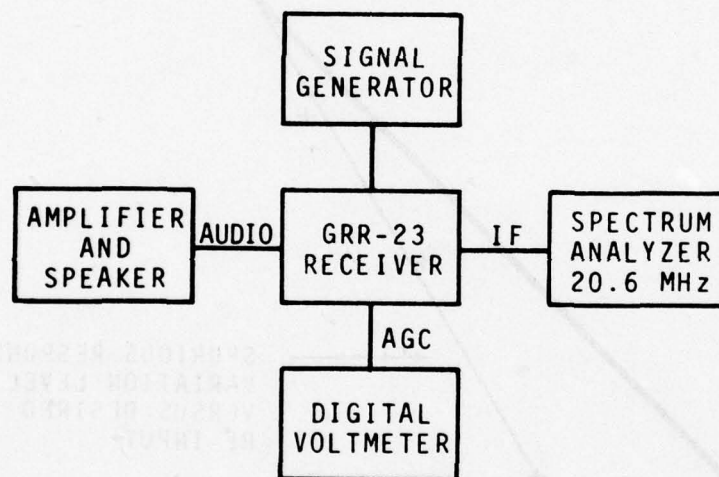 SIGNAL
GENERATOR
AMPLIFIER
AND
SPEAKER
AUDIO
GRR-23
RECEIVER
IF
SPECTRUM
ANALYZER
20.6 MHz
AGC
DIGITAL
VOLTMETER